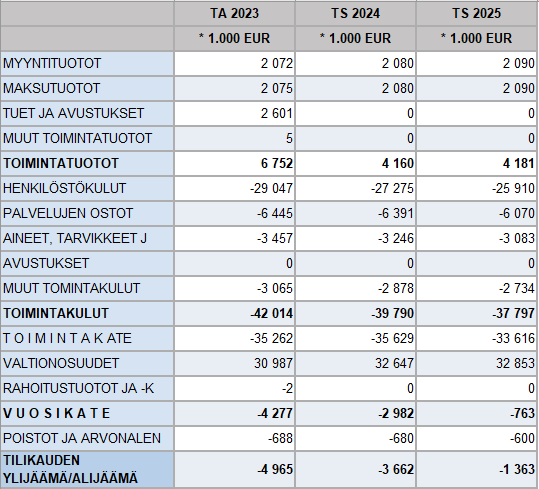 TA 2023 TS 2024 TS 2025
* 1.000 EUR * 1.000 EUR * 1.000 EUR
MYYNTITUOTOT 2 072 2 080 2 090
MAKSUTUOTOT 2 075 2 080 2 090
TUET JA AVUSTUKSET 2 601 0 0
MUUT TOIMINTATUOTOT 5 0 0
TOIMINTATUOTOT 6 752 4 160 4 181
HENKILÖSTÖKULUT -29 047 -27 275 -25 910
PALVELUJEN OSTOT -6 445 -6 391 -6 070
AINEET, TARVIKKEET J -3 457 -3 246 -3 083
AVUSTUKSET 0 0 0
MUUT TOMINTAKULUT -3 065 -2 878 -2 734
TOIMINTAKULUT -42 014 -39 790 -37 797
T O I M I N T A K ATE -35 262 -35 629 -33 616
VALTIONOSUUDET 30 987 32 647 32 853
RAHOITUSTUOTOT JA -K -2 0 0
V U O S I K A T E -4 277 -2 982 -763
POISTOT JA ARVONALEN -688 -680 -600
TILIKAUDEN
YLIJÄÄMÄ/ALIJÄÄMÄ -4 965 -3 662 -1 363